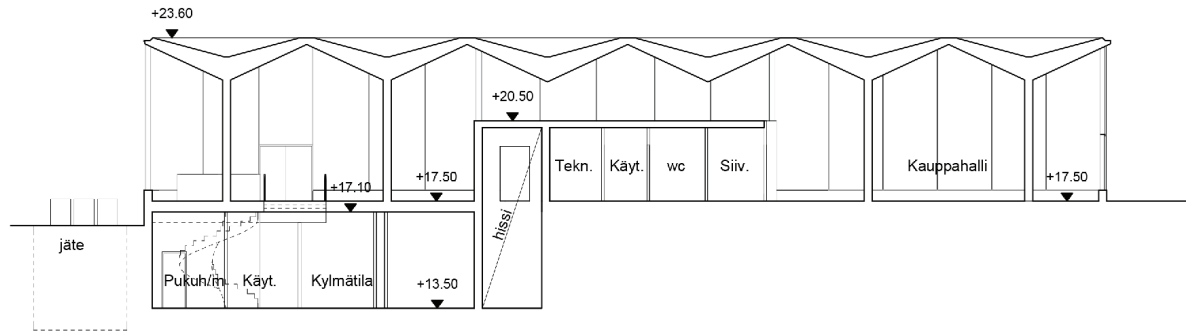 +23.60
+20.50
Tekn. Käyt. wc Siiv. Kauppahalli
+17.10 +17.50 +17.50
hissi
jäte
Pukuh/m Käyt. Kylmätila +13.50